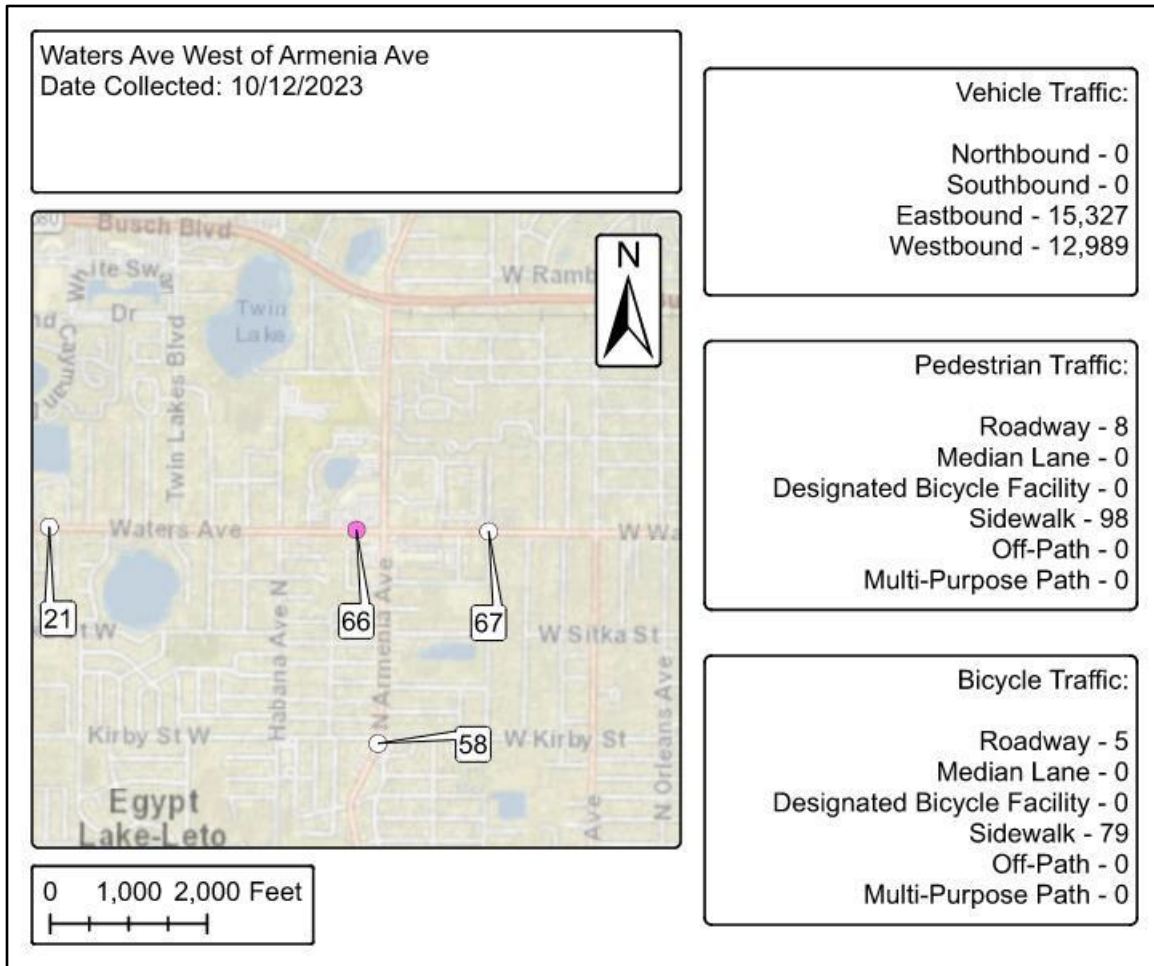 Waters Ave West of Armenia Ave
Date Collected: 10/12/2023
Vehicle Traffic:
Northbound - 0
Southbound - 0
Eastbound - 15,327
Westbound - 12,989
Pedestrian Traffic:
Roadway - 8
Median Lane - 0
Designated Bicycle Facility - 0
Sidewalk - 98
Off-Path - 0
Multi-Purpose Path - 0
Bicycle Traffic:
Roadway - 5
Median Lane - 0
Designated Bicycle Facility - 0
Sidewalk - 79
Off-Path - 0
Multi-Purpose Path - 0
Busch Blvd
N
W Ramb
ite Sw
Wh
Dr
Twin
Lake
Cayman
Twin Lakes Blvd
Waters Ave
W Wa
21
66
67
Habana Ave N
N Armenia Ave
W Sitka St
t W
N Orleans Ave
Kirby St W
58
W Kirby St
Ave
Egypt
Lake-Leto
0 1,000 2,000 Feet